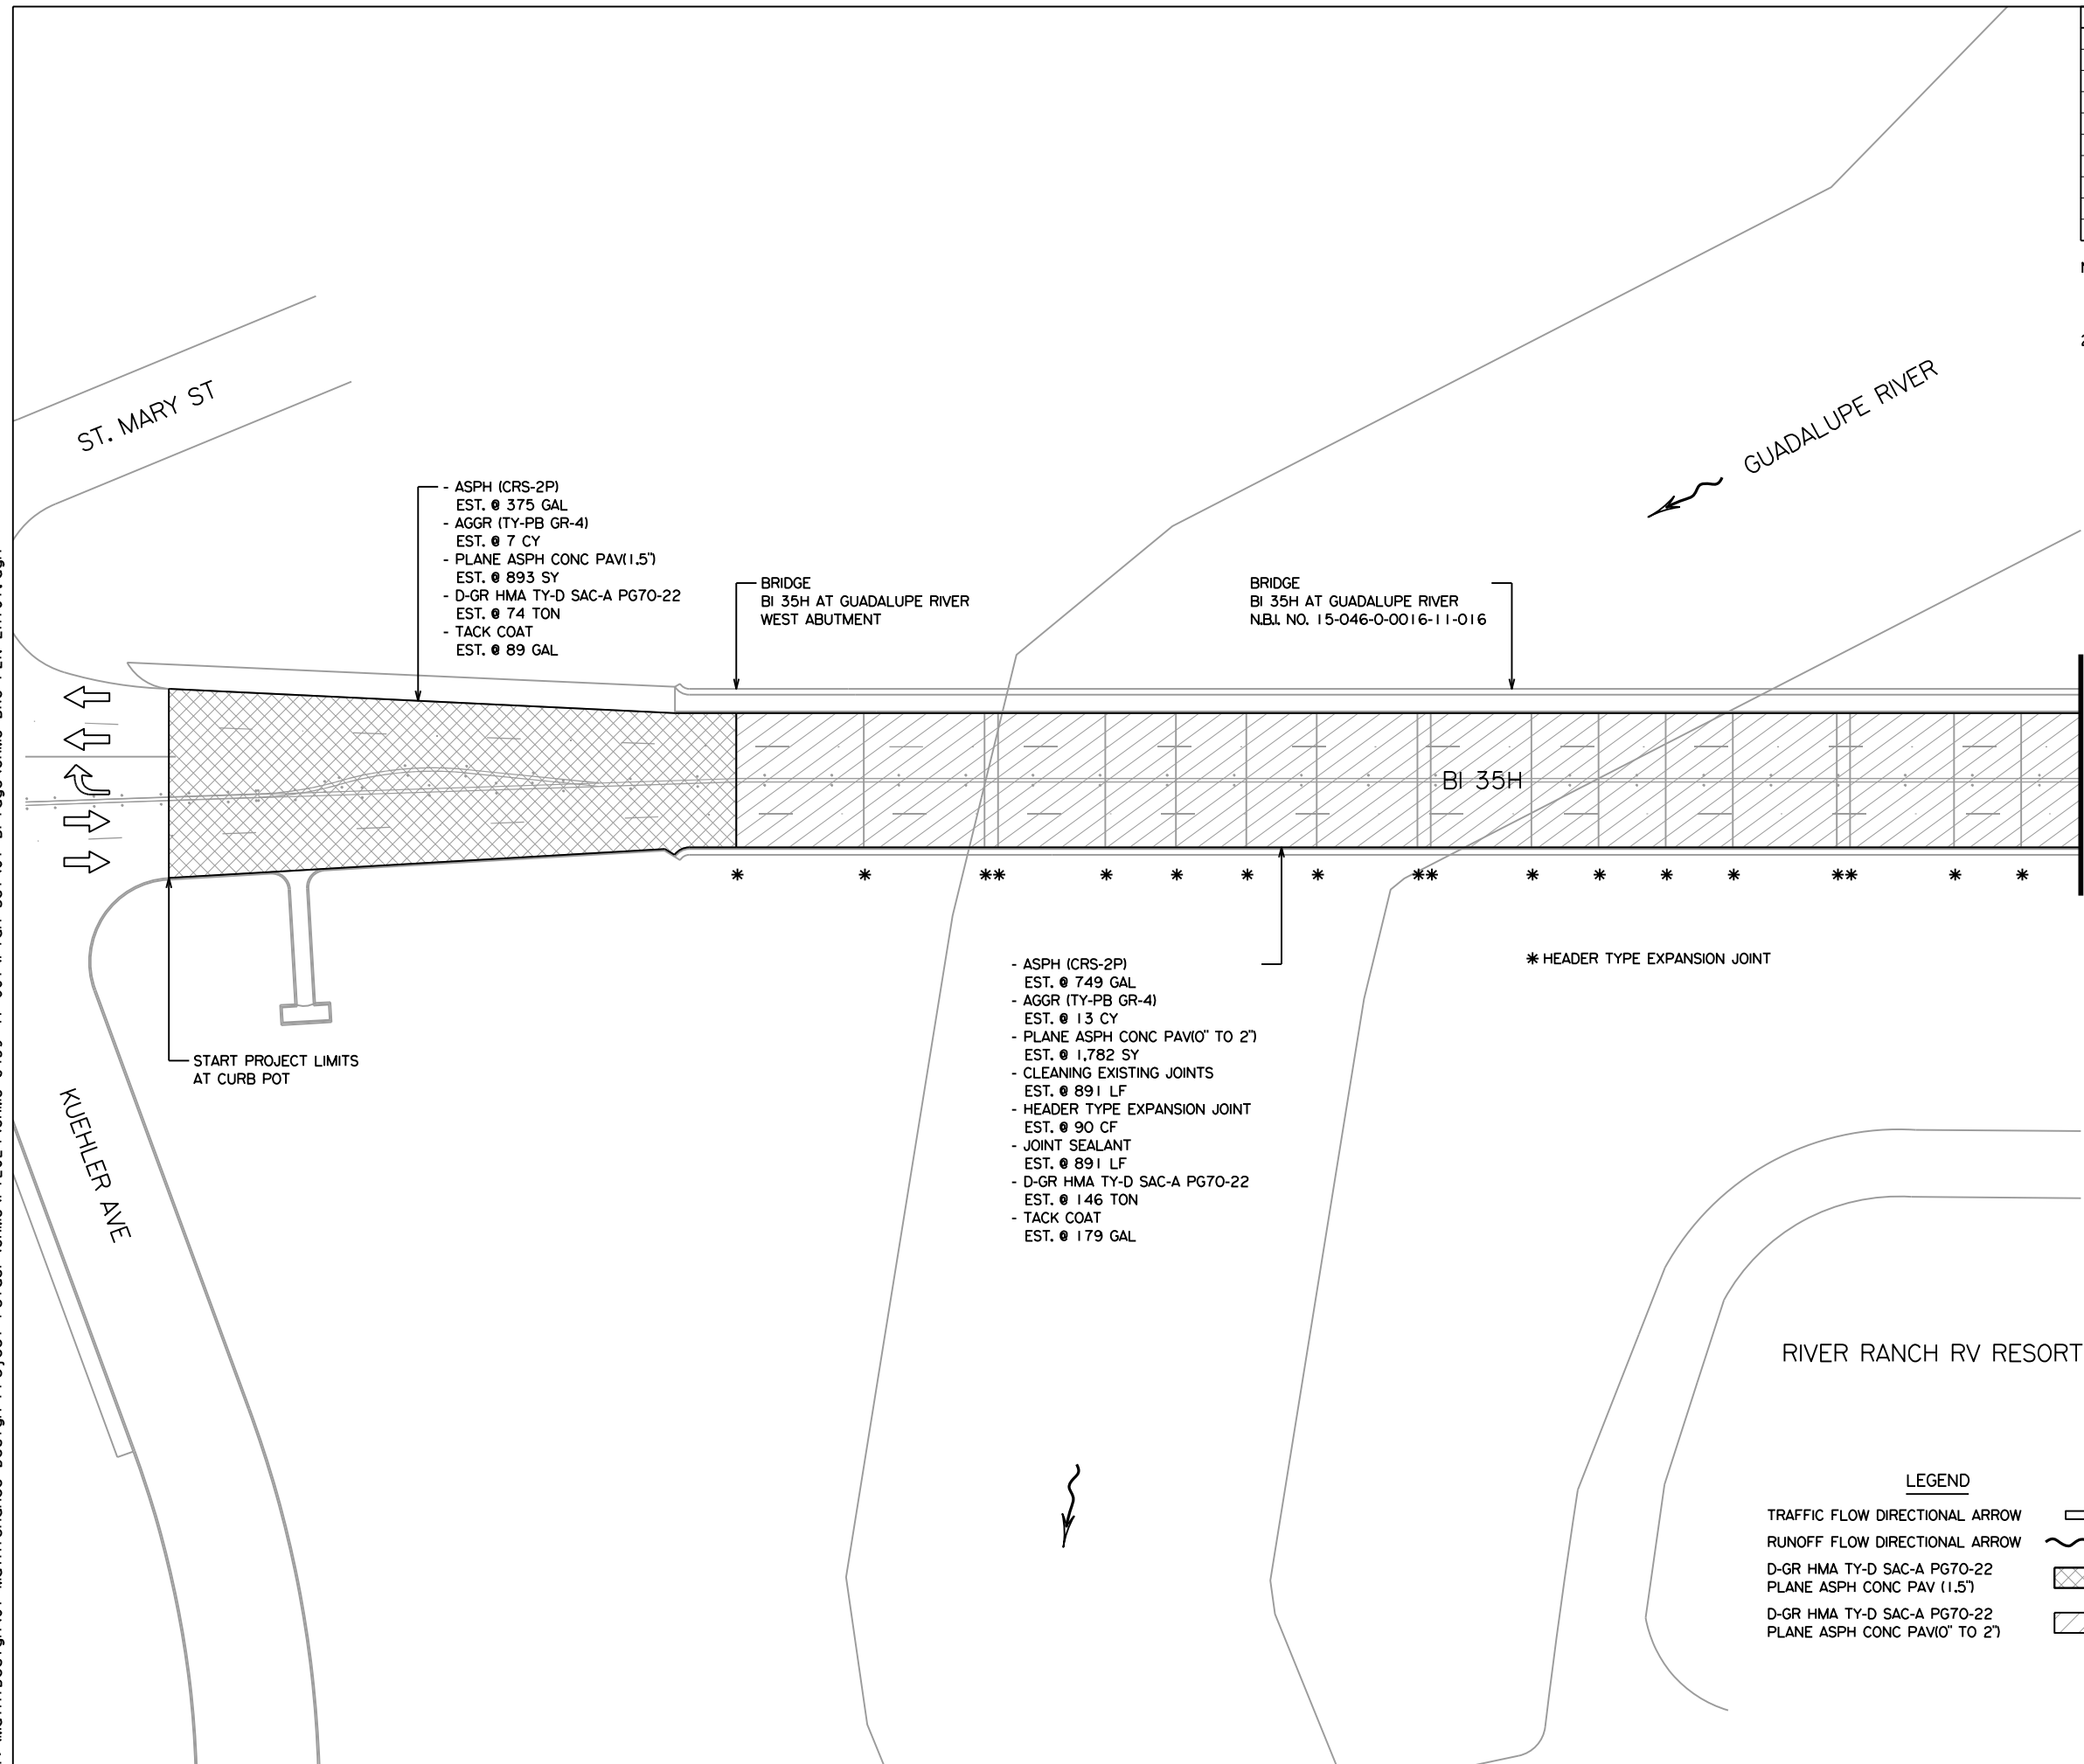 ST. MARY ST
GUADALUPE RIVER
- ASPH (CRS-2P)
EST. @ 375 GAL
- AGGR (TY-PB GR-4)
EST. @ 7 CY
- PLANE ASPH CONC PAV(1.5")
EST. @ 893 SY
- D-GR HMA TY-D SAC-A PG70-22
EST. @ 74 TON
- TACK COAT
EST. @ 89 GAL
BRIDGE
BI 35H AT GUADALUPE RIVER
WEST ABUTMENT
BRIDGE
BI 35H AT GUADALUPE RIVER
N.B.I. NO. 15-046-0-0016-11-016
BI 35H
* * ** * * * * ** * * * * ** * *
* HEADER TYPE EXPANSION JOINT
- ASPH (CRS-2P)
EST. @ 749 GAL
- AGGR (TY-PB GR-4)
EST. @ 13 CY
- PLANE ASPH CONC PAV(0" TO 2")
EST. @ 1,782 SY
- CLEANING EXISTING JOINTS
EST. @ 891 LF
- HEADER TYPE EXPANSION JOINT
EST. @ 90 CF
- JOINT SEALANT
EST. @ 891 LF
- D-GR HMA TY-D SAC-A PG70-22
EST. @ 146 TON
- TACK COAT
EST. @ 179 GAL
START PROJECT LIMITS
AT CURB POT
KUEHLER AVE
RIVER RANCH RV RESORT
LEGEND
TRAFFIC FLOW DIRECTIONAL ARROW
RUNOFF FLOW DIRECTIONAL ARROW
D-GR HMA TY-D SAC-A PG70-22
PLANE ASPH CONC PAV (1.5")
D-GR HMA TY-D SAC-A PG70-22
PLANE ASPH CONC PAV(0" TO 2")